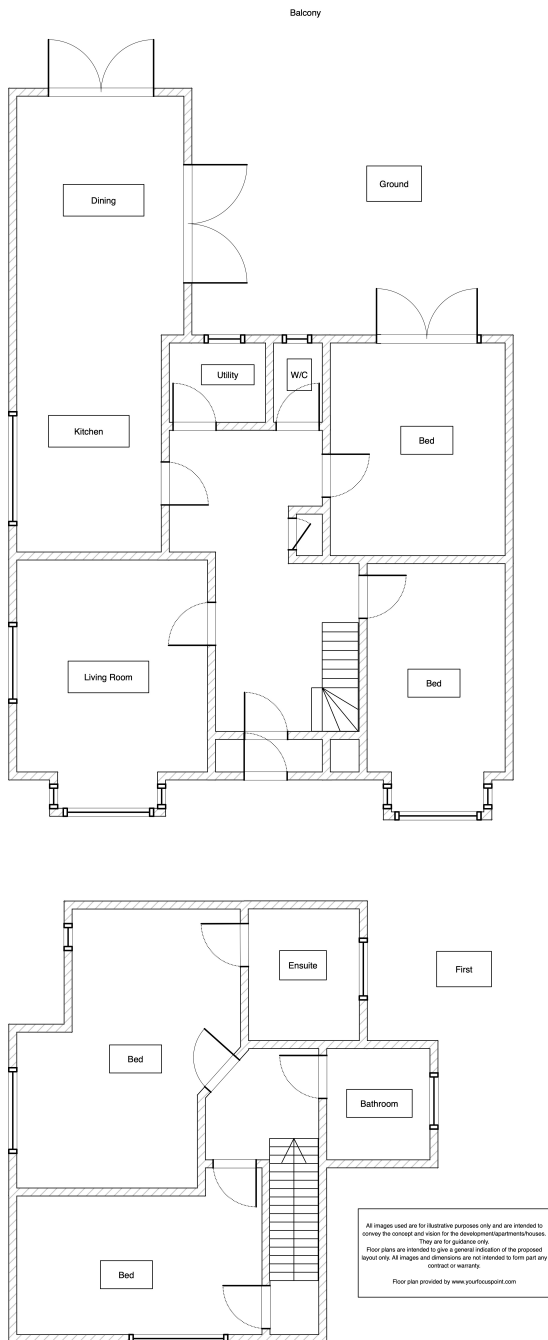 Balcony
Dining
Ground
Utility
W/C
Kitchen
Bed
Living Room
Bed
Ensuite
First
Bed
Bathroom
Bed
All images used are for illustrative purposes only and are intended to
convey the concept and vision for the development/apartments/houses.
They are for guidance only.
Floor plans are intended to give a general indication of the proposed
layout only. All images and dimensions are not intended to form part any
contract or warranty.
Floor plan provided by www.yourfocuspoint.com